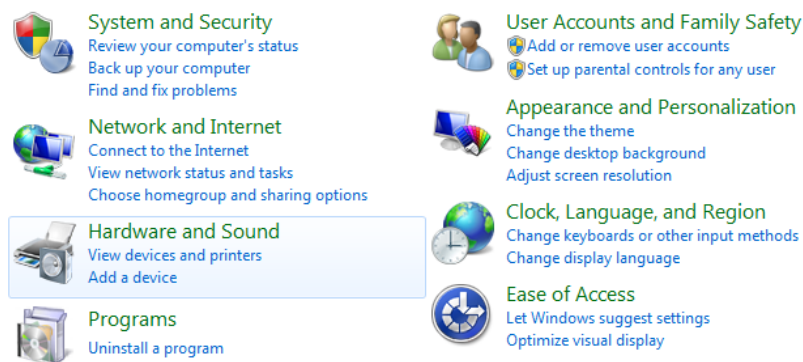 System and Security
Review your computer's status
Back up your computer
Find and fix problems
Network and Internet
Connect to the Internet
View network status and tasks
Choose homegroup and sharing options
Hardware and Sound
View devices and printers
Add a device
Programs
Uninstall a program
User Accounts and Family Safety
Add or remove user accounts
Set up parental controls for any user
Appearance and Personalization
Change the theme
Change desktop background
Adjust screen resolution
Clock, Language, and Region
Change keyboards or other input methods
Change display language
Ease of Access
Let Windows suggest settings
Optimize visual display